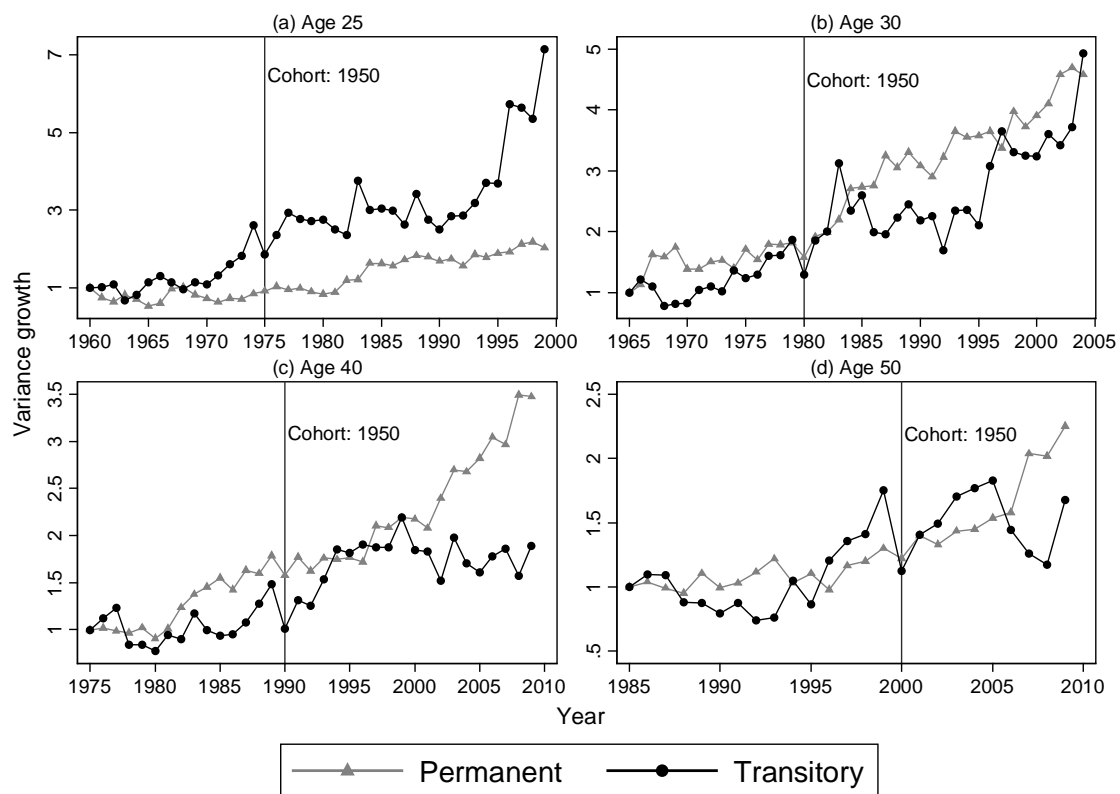 (a) Age 25
7
5
3
1
Cohort: 1950
1960 1965 1970 1975 1980 1985 1990 1995 2000
(b) Age 30
5
4
3
2
1
Cohort: 1950
1965 1970 1975 1980 1985 1990 1995 2000 2005
(c) Age 40
3.5
3
2.5
2
1.5
1
Cohort: 1950
1975 1980 1985 1990 1995 2000 2005 2010
(d) Age 50
2.5
2
1.5
1
.5
Cohort: 1950
1985 1990 1995 2000 2005 2010
Variance growth
Year
Permanent Transitory